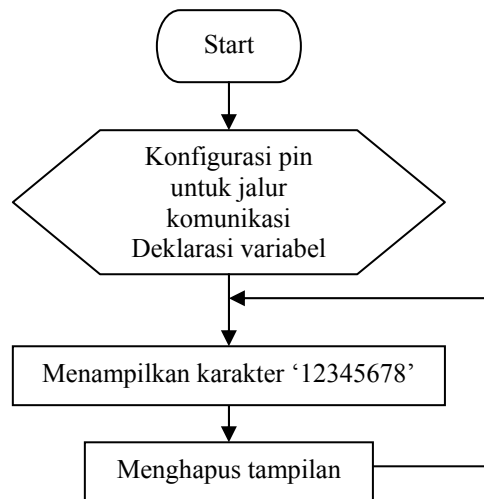 Start
Konfigurasi pin
untuk jalur
komunikasi
Deklarasi variabel
Menampilkan karakter ‘12345678’
Menghapus tampilan